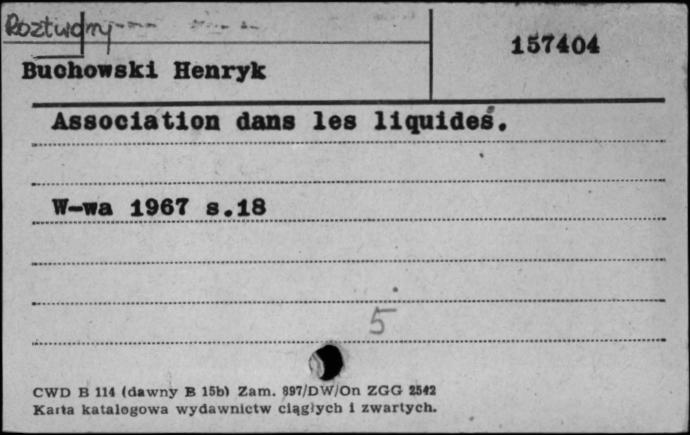 Roztwory
157404
Buchowski Henryk
Association dans les liquides.
W-wa 1967 s.18
5
CWD B 114 (dawny B 15b) Zam. 897/DW/On ZGG 2542
Karta katalogowa wydawnictw ciągłych i zwartych.